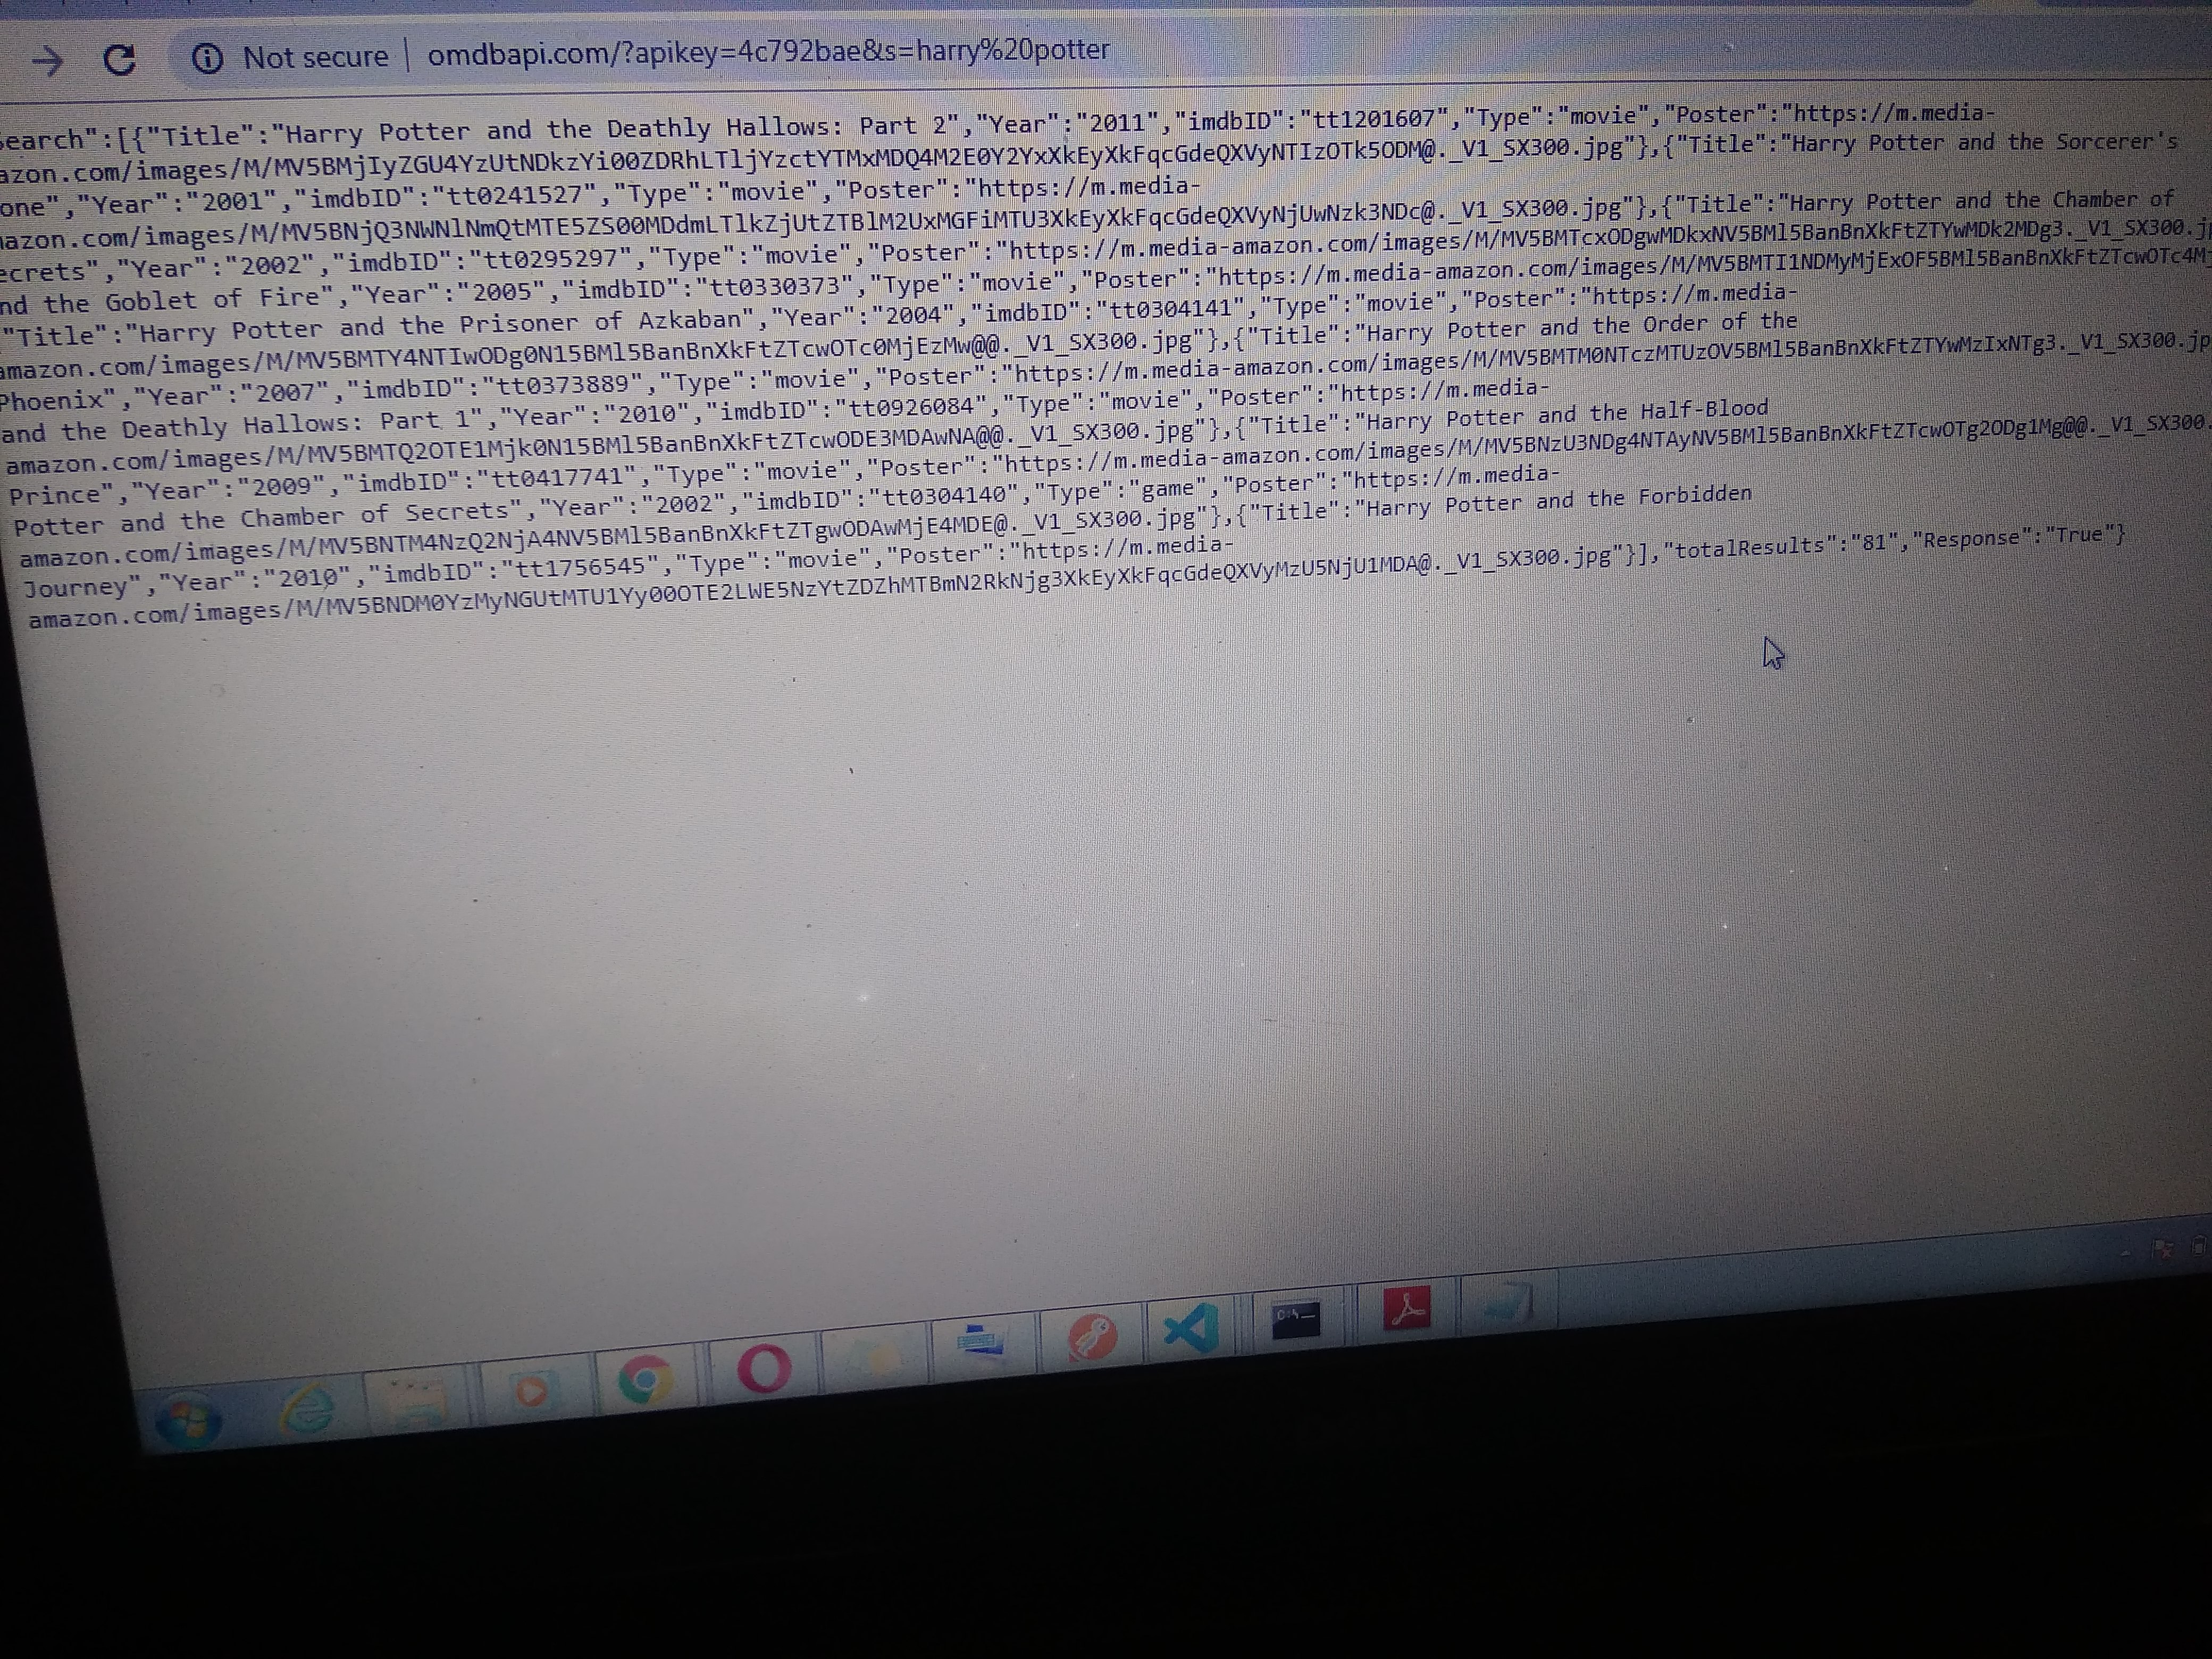 Not secure | omdbapi.com/?apikey=4c792bae&s=harry%20potter
earch":[{"Title":"Harry Potter and the Deathly Hallows: Part 2","Year":"2011","imdbID":"tt1201607","Type":"movie","Poster":"https://m.media-
azon.com/images/M/MV5BMjIyZGU4YzUtNDkzYi00ZDRhLTljYzctYTMxMDQ4M2E0Y2YxXkEyXkFqcGdeQXVyNTIzOTk5ODM@._V1_SX300.jpg"},{"Title":"Harry Potter and the Sorcerer's
one","Year":"2001","imdbID":"tt0241527","Type":"movie","Poster":"https://m.media-
azon.com/images/M/MV5BNjQ3NWNlNmQtMTE5ZS00MDdmLTlkZjUtZTBlM2UxMGFiMTU3XkEyXkFqcGdeQXVyNjUwNzk3NDc@._V1_SX300.jpg"},{"Title":"Harry Potter and the Chamber of
ecrets","Year":"2002","imdbID":"tt0295297","Type":"movie","Poster":"https://m.media-amazon.com/images/M/MV5BMTcxODgwMDkxNV5BMl5BanBnXkFtZTYwMDk2MDg3._V1_SX300.jp
nd the Goblet of Fire","Year":"2005","imdbID":"tt0330373","Type":"movie","Poster":"https://m.media-amazon.com/images/M/MV5BMTI1NDMyMjExOF5BMl5BanBnXkFtZTcwOTc4Mj
"Title":"Harry Potter and the Prisoner of Azkaban","Year":"2004","imdbID":"tt0304141","Type":"movie","Poster":"https://m.media-
amazon.com/images/M/MV5BMTY4NTIwODg0N15BMl5BanBnXkFtZTcwOTc0MjEzMw@@._V1_SX300.jpg"},{"Title":"Harry Potter and the Order of the
Phoenix","Year":"2007","imdbID":"tt0373889","Type":"movie","Poster":"https://m.media-amazon.com/images/M/MV5BMTM0NTczMTUzOV5BMl5BanBnXkFtZTYwMzIxNTg3._V1_SX300.jp
and the Deathly Hallows: Part 1","Year":"2010","imdbID":"tt0926084","Type":"movie","Poster":"https://m.media-
amazon.com/images/M/MV5BMTQ2OTE1Mjk0N15BMl5BanBnXkFtZTcwODE3MDAwNA@@._V1_SX300.jpg"},{"Title":"Harry Potter and the Half-Blood
Prince","Year":"2009","imdbID":"tt0417741","Type":"movie","Poster":"https://m.media-amazon.com/images/M/MV5BNzU3NDg4NTAyNV5BMl5BanBnXkFtZTcwOTg2ODg1Mg@@._V1_SX300.
Potter and the Chamber of Secrets","Year":"2002","imdbID":"tt0304140","Type":"game","Poster":"https://m.media-
amazon.com/images/M/MV5BNTM4NzQ2NjA4NV5BMl5BanBnXkFtZTgwODAwMjE4MDE@._V1_SX300.jpg"},{"Title":"Harry Potter and the Forbidden
Journey","Year":"2010","imdbID":"tt1756545","Type":"movie","Poster":"https://m.media-
amazon.com/images/M/MV5BNDM0YzMyNGUtMTU1Yy00OTE2LWE5NzYtZDZhMTBmN2RkNjg3XkEyXkFqcGdeQXVyMzU5NjU1MDA@._V1_SX300.jpg"}],"totalResults":"81","Response":"True"}